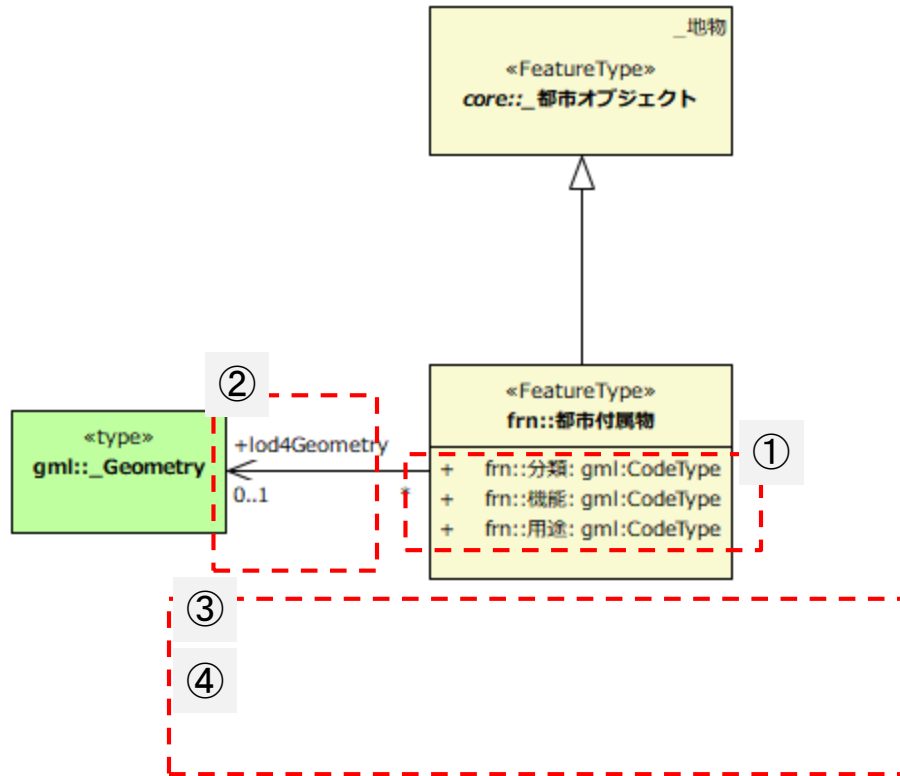 _地物
«FeatureType»
core::_都市オブジェクト
②
«FeatureType»
frn::都市付属物
«type»
gml::_Geometry
+lod4Geometry
0..1
*
①
+ frn::分類: gml:CodeType
+ frn::機能: gml:CodeType
+ frn::用途: gml:CodeType
③
④